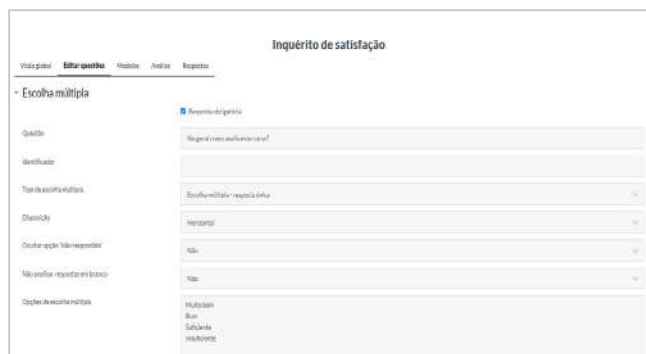 Inquérito de satisfação
Visão global Editar questões Modelos Análise Respostas
Escolha múltipla
Resposta obrigatória
Questão
No geral como avalia este curso?
Identificador
Tipo de escolha múltipla
Escolha múltipla - resposta única
Disposição
Horizontal
Ocultar opção 'Não respondida'
Não
Não analisar respostas em branco
Não
Opções de escolha múltipla
Muito bom
Bom
Suficiente
Insuficiente